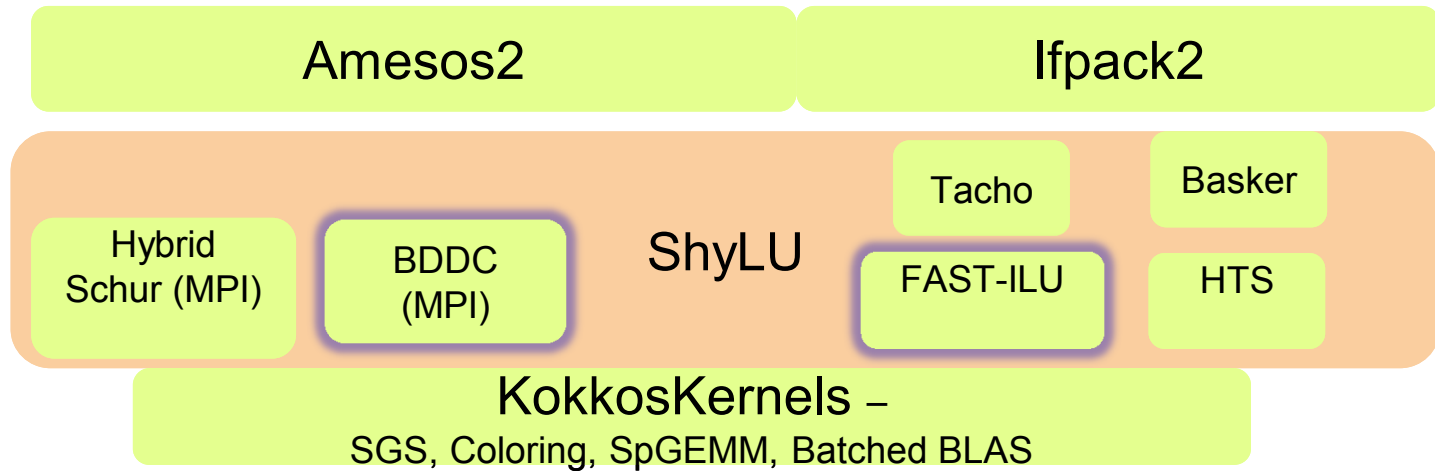 Amesos2
Ifpack2
Hybrid
Schur (MPI)
BDDC
(MPI)
ShyLU
Tacho
Basker
FAST-ILU
HTS
KokkosKernels –
SGS, Coloring, SpGEMM, Batched BLAS